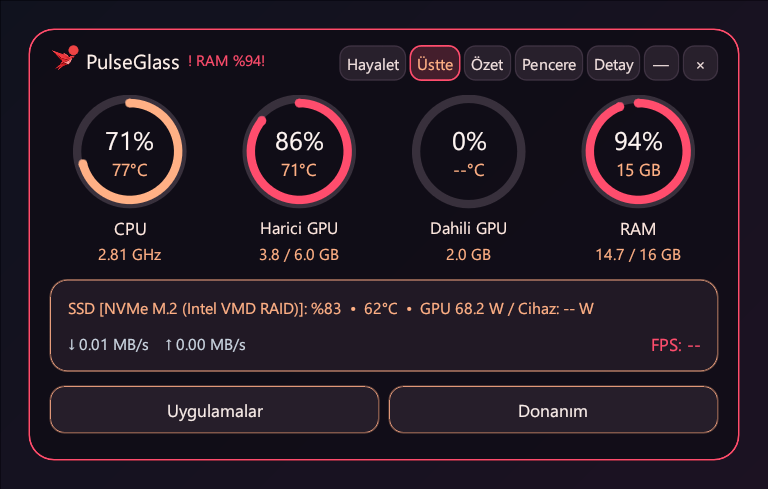 PulseGlass ! RAM %94! Hayalet Üstte Özet Pencere Detay — ×
71% 86% 0% 94%
77°C 71°C --°C 15 GB
CPU Harici GPU Dahili GPU RAM
2.81 GHz 3.8 / 6.0 GB 2.0 GB 14.7 / 16 GB
SSD [NVMe M.2 (Intel VMD RAID)]: %83 • 62°C • GPU 68.2 W / Cihaz: -- W
↓ 0.01 MB/s ↑ 0.00 MB/s FPS: --
Uygulamalar Donanım